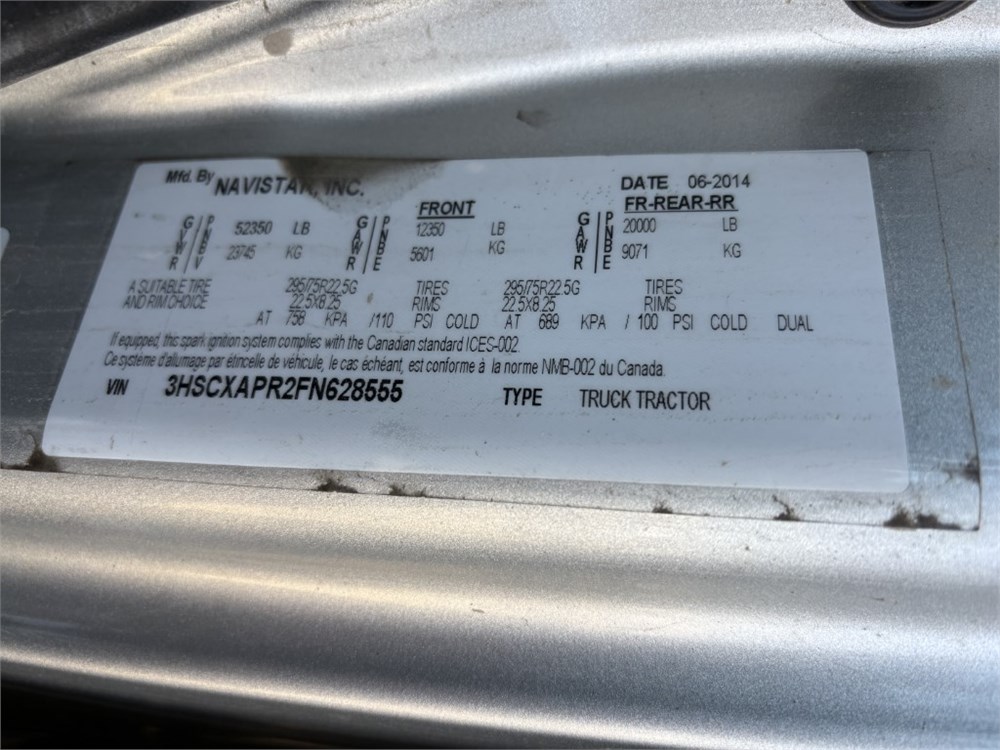 Mfd. By NAVISTAR, INC. DATE 06-2014
FRONT FR-REAR-RR
GVWR / PNBV 52350 LB GAWR / PNBE 12350 LB GAWR / PNBE 20000 LB
23745 KG 5601 KG 9071 KG
A SUITABLE TIRE 295/75R22.5G TIRES 295/75R22.5G TIRES
AND RIM CHOICE 22.5X8.25 RIMS 22.5X8.25 RIMS
AT 758 KPA /110 PSI COLD AT 689 KPA / 100 PSI COLD DUAL
If equipped, this spark ignition system complies with the Canadian standard ICES-002.
Ce système d'allumage par étincelle de véhicule, le cas échéant, est conforme à la norme NMB-002 du Canada.
VIN 3HSCXAPR2FN628555 TYPE TRUCK TRACTOR